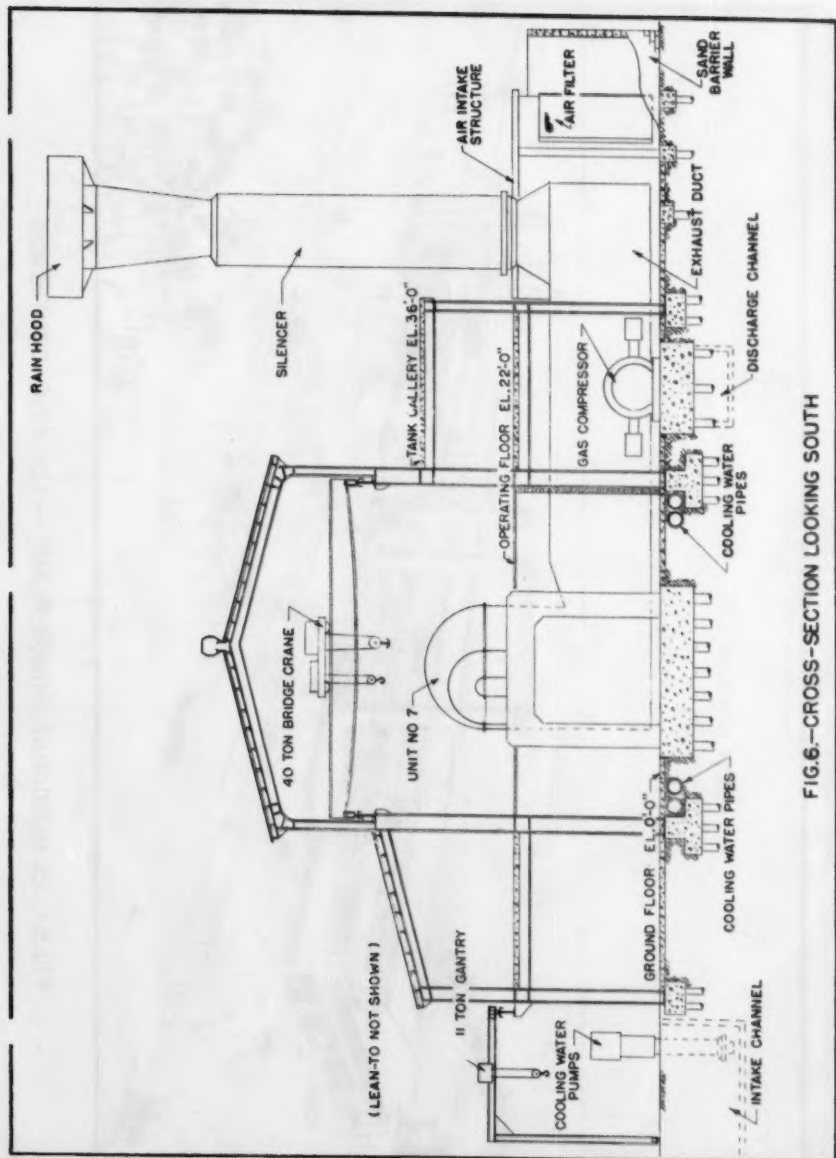 RAIN HOOD
SILENCER
AIR INTAKE
STRUCTURE
AIR FILTER
SAND
BARRIER
WALL
EXHAUST DUCT
DISCHARGE CHANNEL
TANK GALLERY EL. 36'-0"
OPERATING FLOOR EL. 22'-0"
GAS COMPRESSOR
COOLING WATER
PIPES
40 TON BRIDGE CRANE
UNIT NO 7
GROUND FLOOR EL. 0'-0"
COOLING WATER PIPES
(LEAN-TO NOT SHOWN)
11 TON GANTRY
COOLING WATER
PUMPS
INTAKE CHANNEL
FIG.6.-CROSS-SECTION LOOKING SOUTH